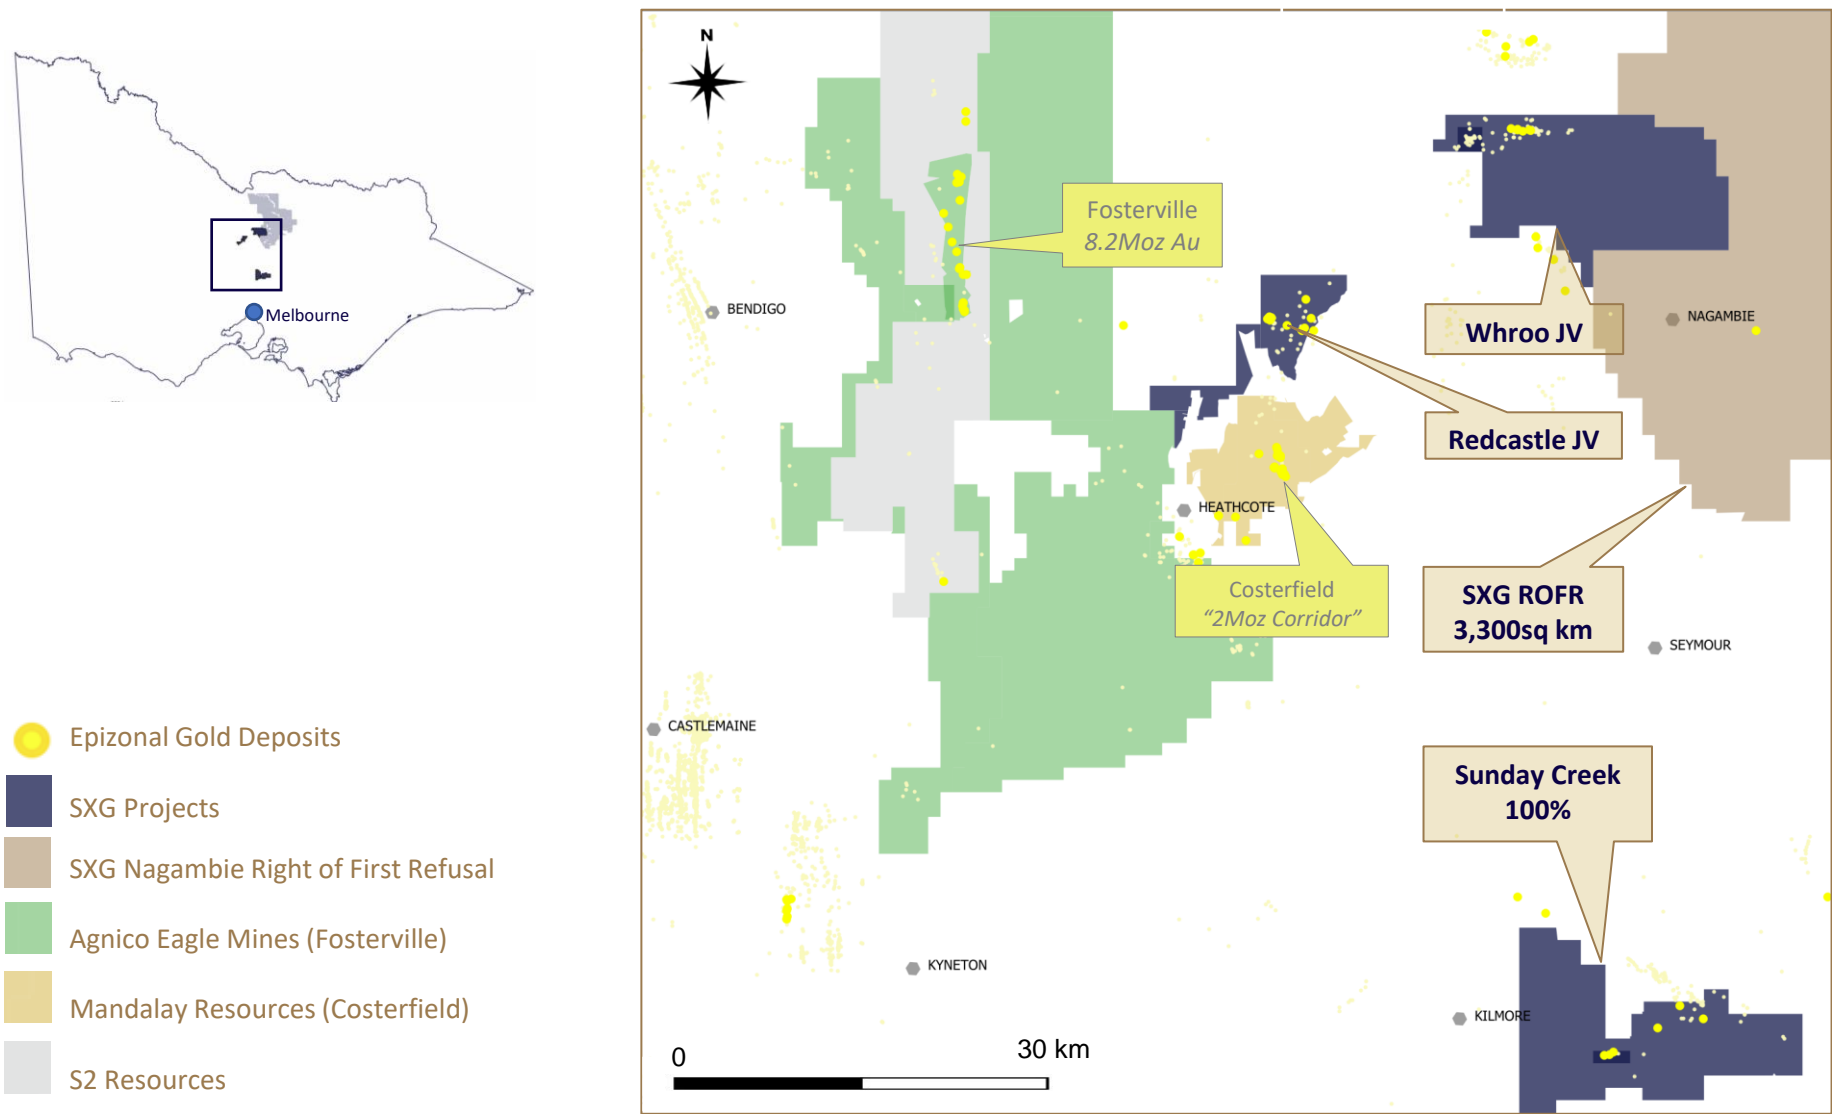 Melbourne
Epizonal Gold Deposits
SXG Projects
SXG Nagambie Right of First Refusal
Agnico Eagle Mines (Fosterville)
Mandalay Resources (Costerfield)
S2 Resources
N
Fosterville
8.2Moz Au
BENDIGO
Whroo JV
NAGAMBIE
Redcastle JV
HEATHCOTE
Costerfield
“2Moz Corridor”
SXG ROFR
3,300sq km
SEYMOUR
CASTLEMAINE
Sunday Creek
100%
KYNETON
KILMORE
0
30 km